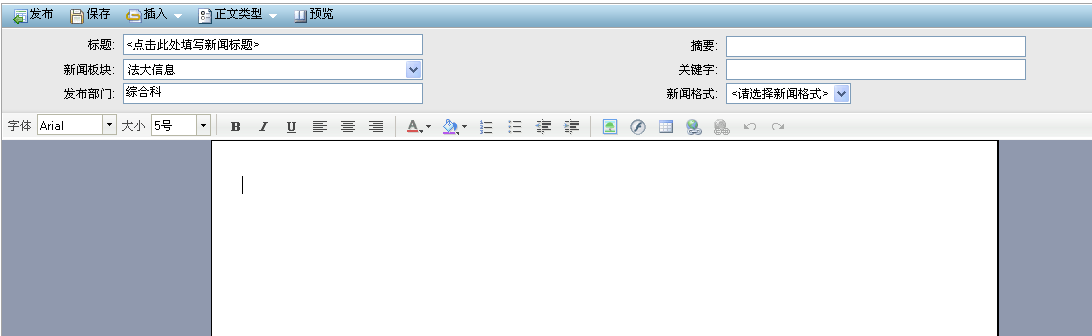 发布 保存 插入 正文类型 预览
标题: <点击此处填写新闻标题> 摘要:
新闻板块: 法大信息 关键字:
发布部门: 综合科 新闻格式: <请选择新闻格式>
字体 Arial 大小 5号 B I U A